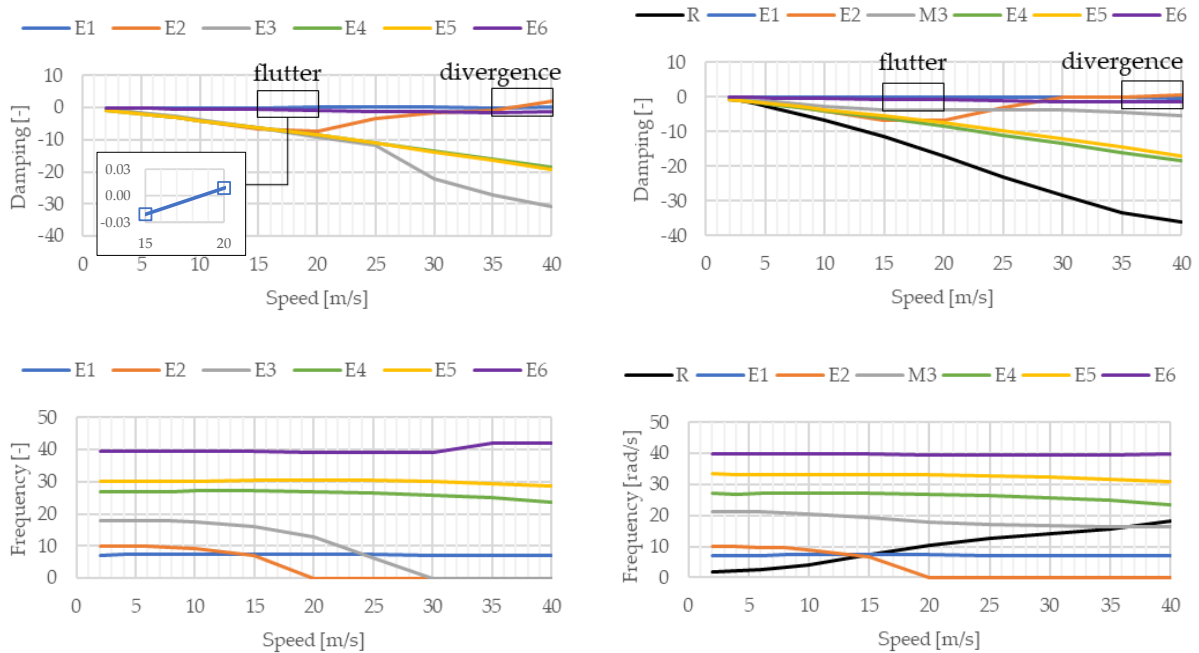 E1 E2 E3 E4 E5 E6
flutter divergence
10
0
-10
-20
-30
-40
Damping [-]
0.03
0.00
-0.03
15 20
0 5 10 15 20 25 30 35 40
Speed [m/s]
R E1 E2 M3 E4 E5 E6
flutter divergence
10
0
-10
-20
-30
-40
Damping [-]
0 5 10 15 20 25 30 35 40
Speed [m/s]
E1 E2 E3 E4 E5 E6
50
40
30
20
10
0
Frequency [-]
0 5 10 15 20 25 30 35 40
Speed [m/s]
R E1 E2 M3 E4 E5 E6
50
40
30
20
10
0
Frequency [rad/s]
0 5 10 15 20 25 30 35 40
Speed [m/s]